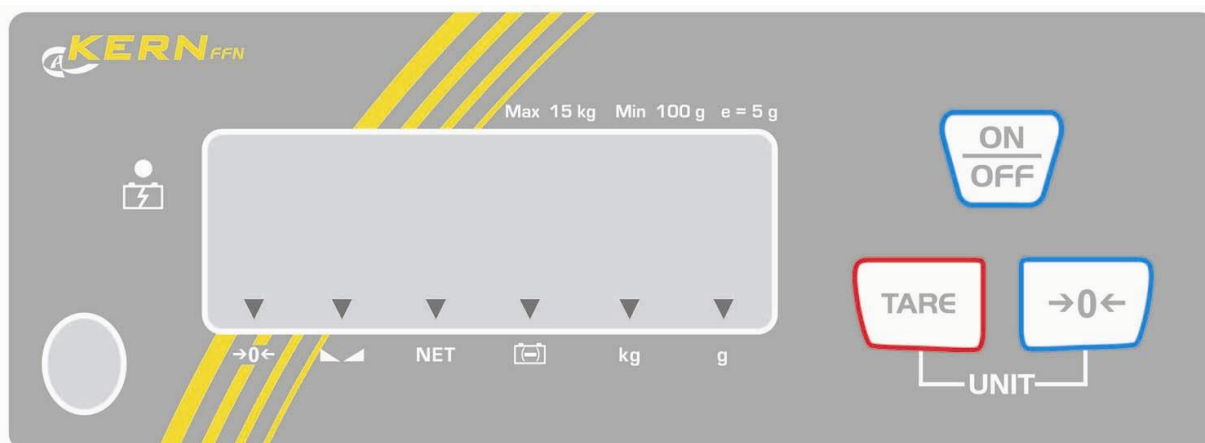 KERN FFN
Max 15 kg Min 100 g e = 5 g
ON
OFF
TARE
→0←
→0← NET kg g
UNIT